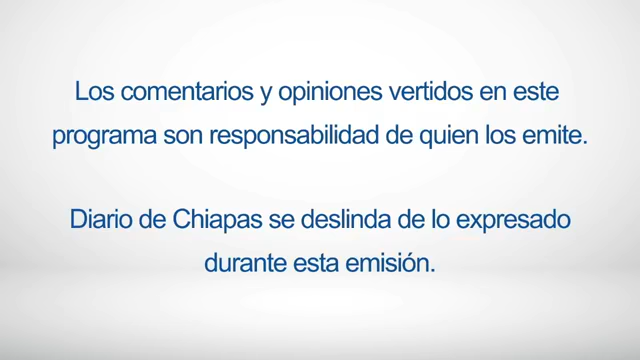 Los comentarios y opiniones vertidos en este
programa son responsabilidad de quien los emite.
Diario de Chiapas se deslinda de lo expresado
durante esta emisión.